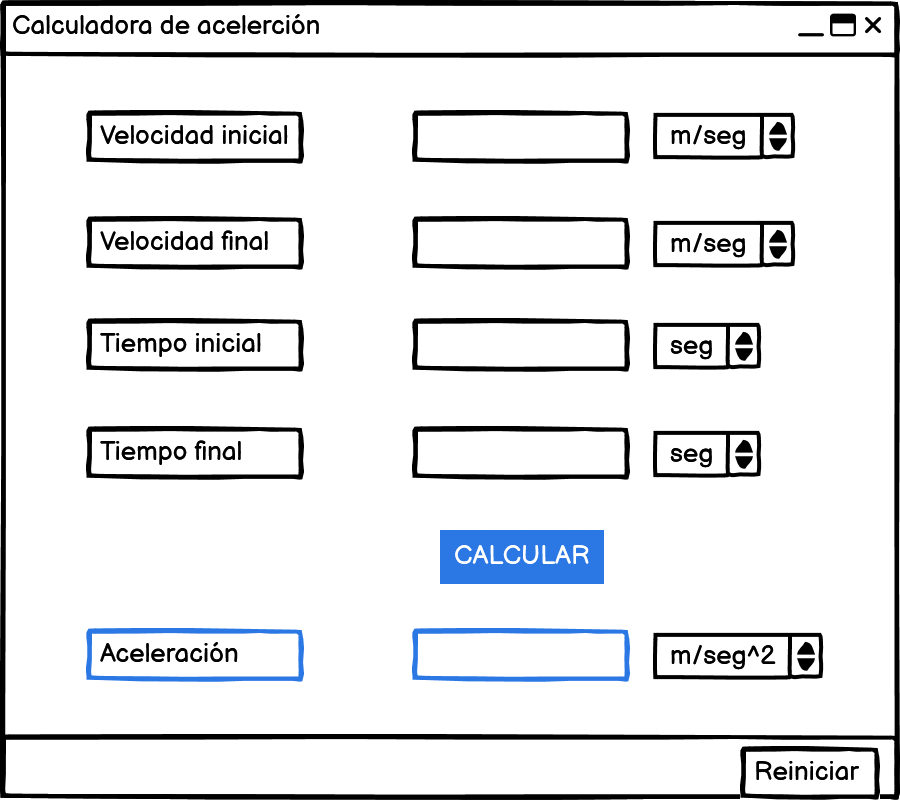 Calculadora de acelerción
Velocidad inicial
m/seg
Velocidad final
m/seg
Tiempo inicial
seg
Tiempo final
seg
CALCULAR
Aceleración
m/seg^2
Reiniciar